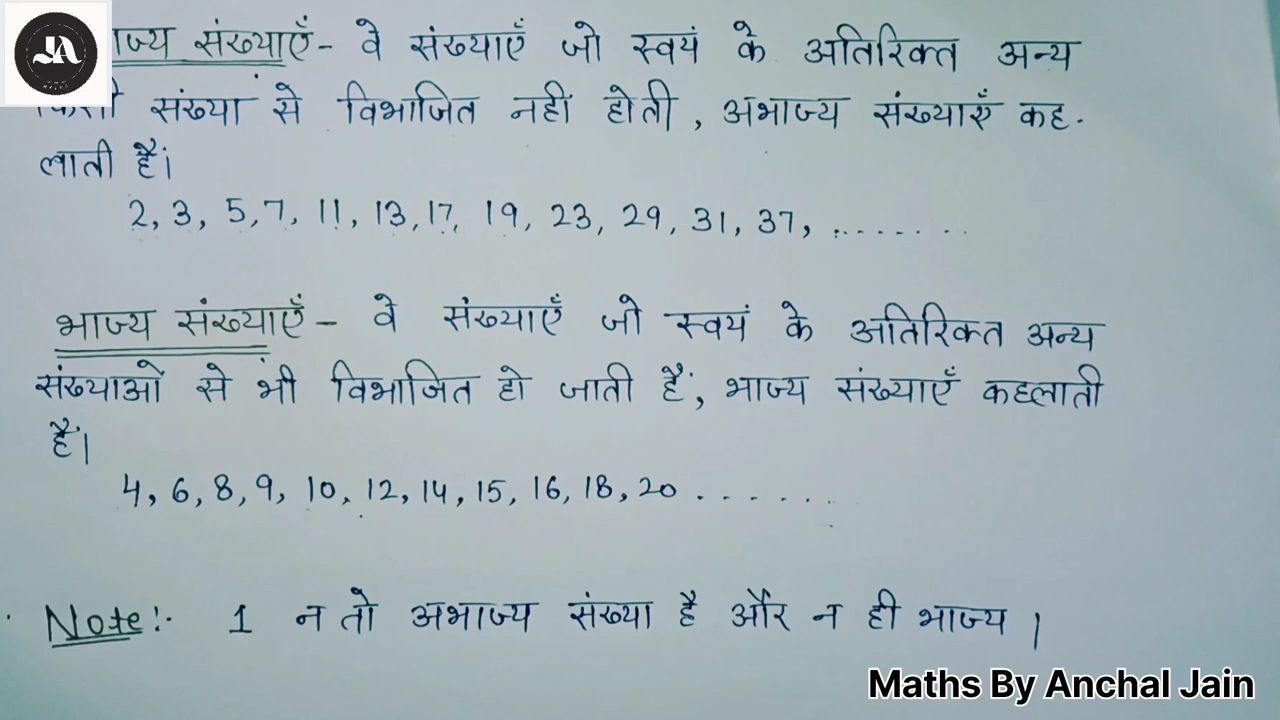 JA
भाज्य संख्याएँ - वे संख्याएँ जो स्वयं के अतिरिक्त अन्य
किसी संख्या से विभाजित नहीं होती, अभाज्य संख्याएँ कह-
लाती हैं।
2, 3, 5, 7, 11, 13, 17, 19, 23, 29, 31, 37, ........
भाज्य संख्याएँ - वे संख्याएँ जो स्वयं के अतिरिक्त अन्य
संख्याओं से भी विभाजित हो जाती हैं, भाज्य संख्याएँ कहलाती
हैं।
4, 6, 8, 9, 10, 12, 14, 15, 16, 18, 20 .......
Note:- 1 न तो अभाज्य संख्या है और न ही भाज्य।
Maths By Anchal Jain